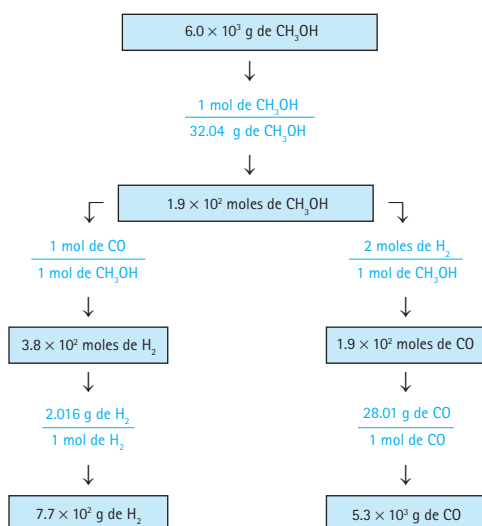 6.0 × 10³ g de CH₃OH
↓
1 mol de CH₃OH
32.04 g de CH₃OH
↓
1.9 × 10² moles de CH₃OH
1 mol de CO
1 mol de CH₃OH
↓
3.8 × 10² moles de H₂
↓
2.016 g de H₂
1 mol de H₂
↓
7.7 × 10² g de H₂
2 moles de H₂
1 mol de CH₃OH
↓
1.9 × 10² moles de CO
↓
28.01 g de CO
1 mol de CO
↓
5.3 × 10³ g de CO